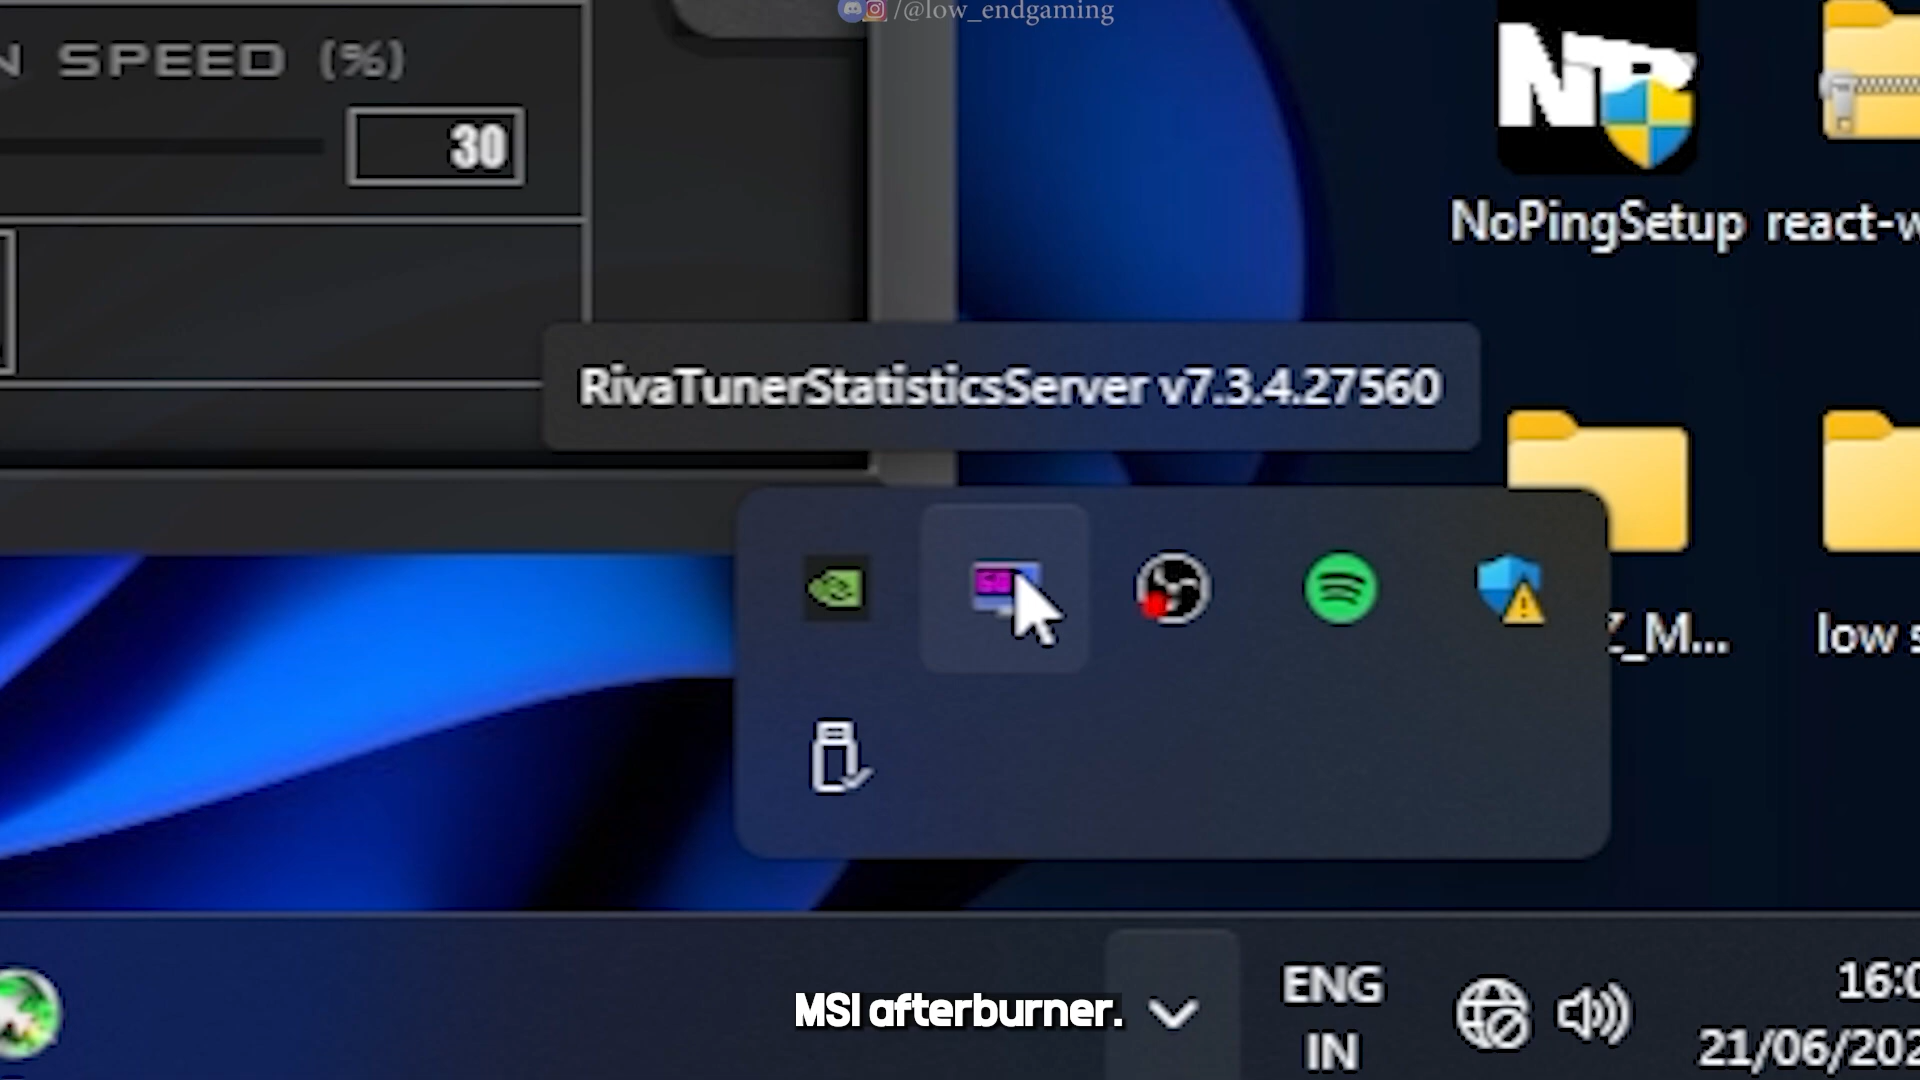 /@low_endgaming
N SPEED (%)
30
NoPingSetup
react-w
RivaTunerStatisticsServer v7.3.4.27560
Z_M...
low s
MSI afterburner.
ENG
IN
16:0
21/06/202